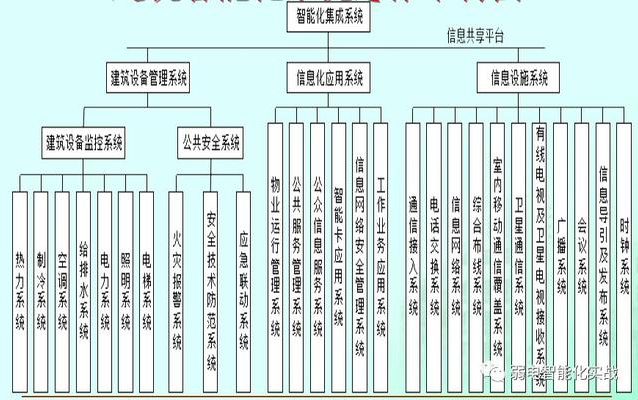 智能化集成系统
信息共享平台
建筑设备管理系统
信息化应用系统
信息设施系统
建筑设备监控系统
公共安全系统
热力系统
制冷系统
空调系统
给排水系统
电力系统
照明系统
电梯系统
火灾报警系统
安全技术防范系统
应急联动系统
物业运行管理系统
公共服务管理系统
公众信息服务系统
智能卡应用系统
信息网络安全管理系统
工作业务应用系统
通信接入系统
电话交换系统
信息网络系统
综合布线系统
室内移动通信覆盖系统
卫星通信系统
有线电视及卫星电视接收系统
广播系统
会议系统
信息导引及发布系统
时钟系统
弱电智能化实战